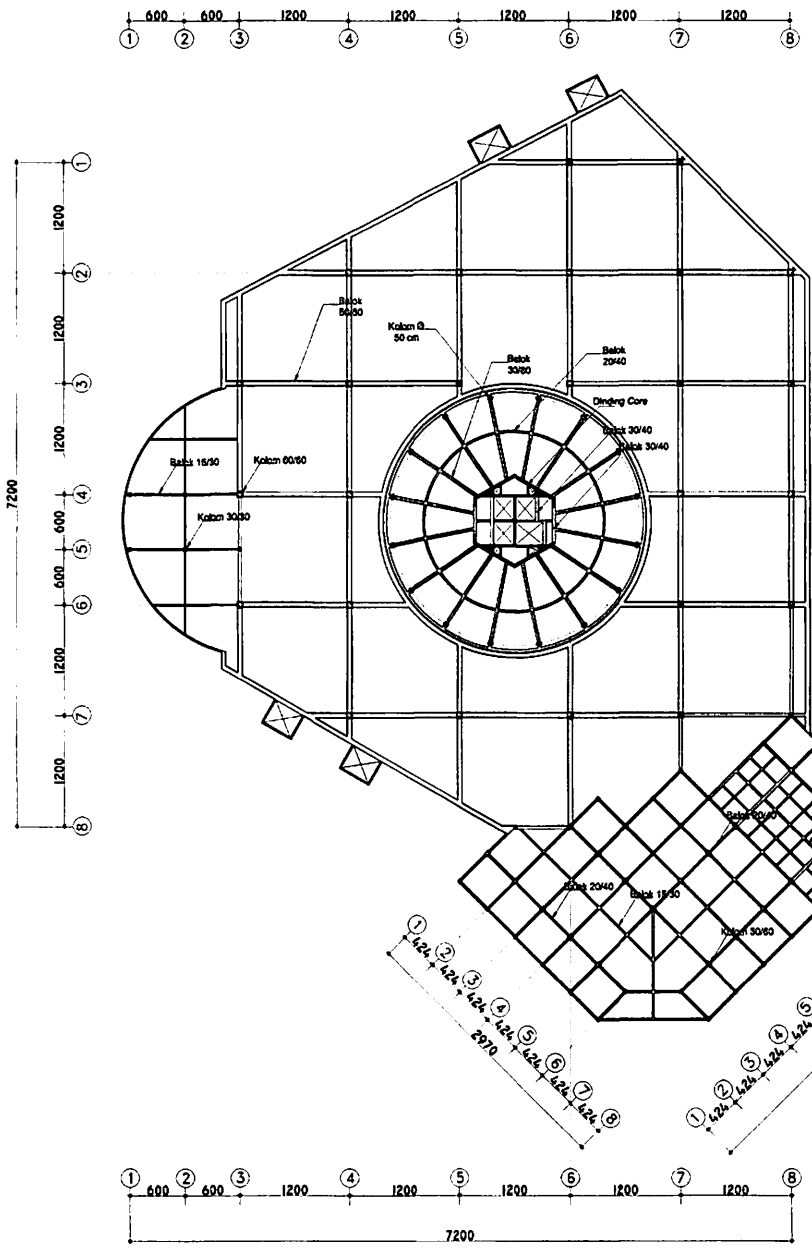 600 600 1200 1200 1200 1200 1200
1 2 3 4 5 6 7 8
1
1200
2
1200
Balok
Kolom Ø
50 cm
Balok
30/60
Balok
20/40
3
1200
Dinding Core
Balok 30/40
Balok 30/40
Balok 15/30
Kolom 60/60
4
7200
600
Kolom 30/30
5
600
6
1200
7
1200
8
Balok 20/40
Balok 20/40
Balok 15/30
Kolom 30/60
1 2 3 4 5 6 7 8
424 424 424 424 424 424 424
2970
1 2 3 4 5
424 424 424 424
1 2 3 4 5 6 7 8
600 600 1200 1200 1200 1200 1200
7200